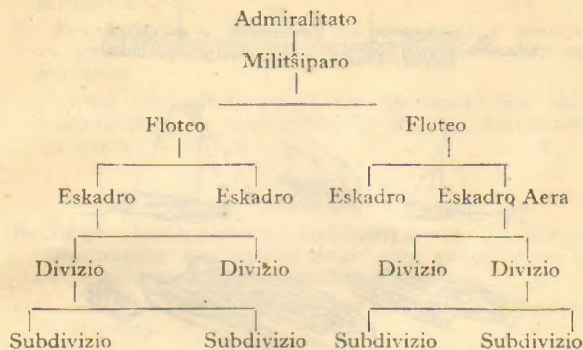 Admiralitato
Militŝiparo
Floteo Floteo
Eskadro Eskadro Eskadro Eskadro Aera
Divizio Divizio Divizio Divizio
Subdivizio Subdivizio Subdivizio Subdivizio